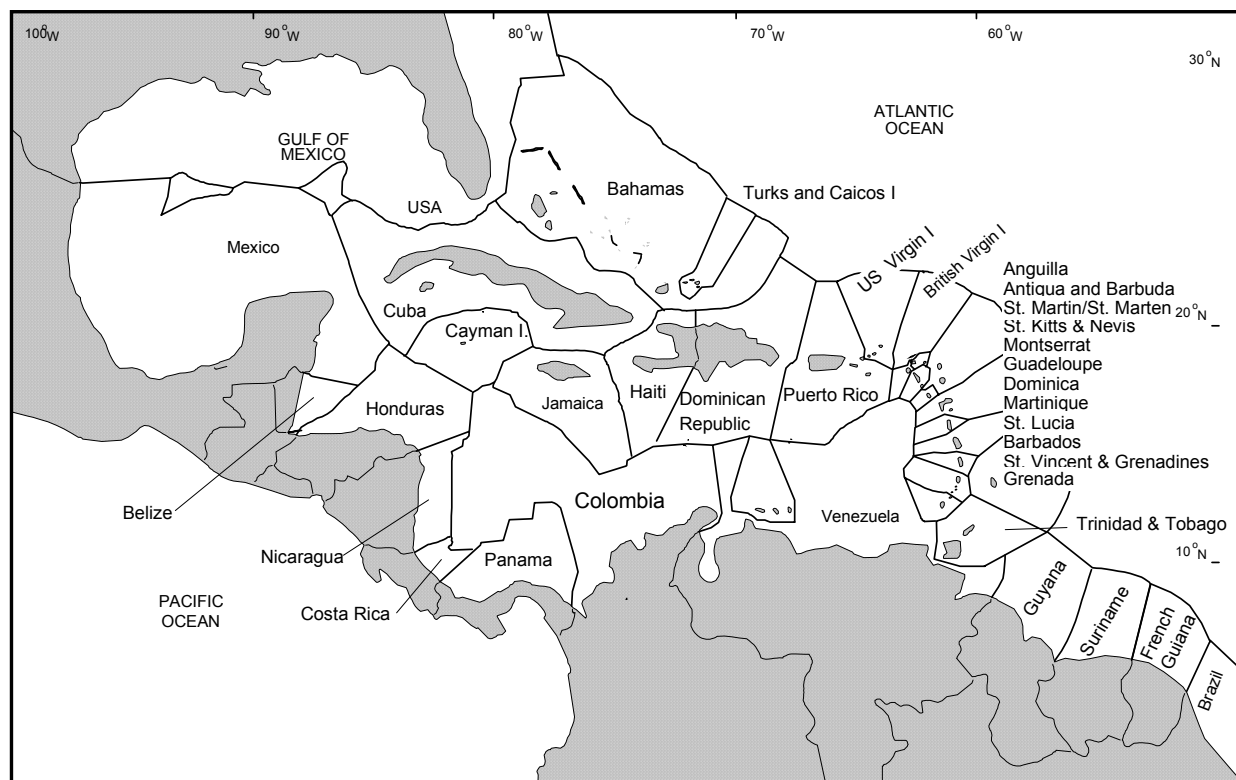 100°W
90°W
80°W
70°W
60°W
30°N
ATLANTIC
OCEAN
GULF OF
MEXICO
Bahamas
Turks and Caicos I
USA
Mexico
US Virgin I
British Virgin I
Anguilla
Antigua and Barbuda
St. Martin/St. Marten
20°N
St. Kitts & Nevis
Montserrat
Guadeloupe
Dominica
Martinique
St. Lucia
Barbados
St. Vincent & Grenadines
Grenada
Cuba
Cayman I.
Honduras
Jamaica
Haiti
Dominican
Republic
Puerto Rico
Belize
Colombia
Venezuela
Trinidad & Tobago
Nicaragua
Panama
10°N
Costa Rica
PACIFIC
OCEAN
Guyana
Suriname
French
Guiana
Brazil